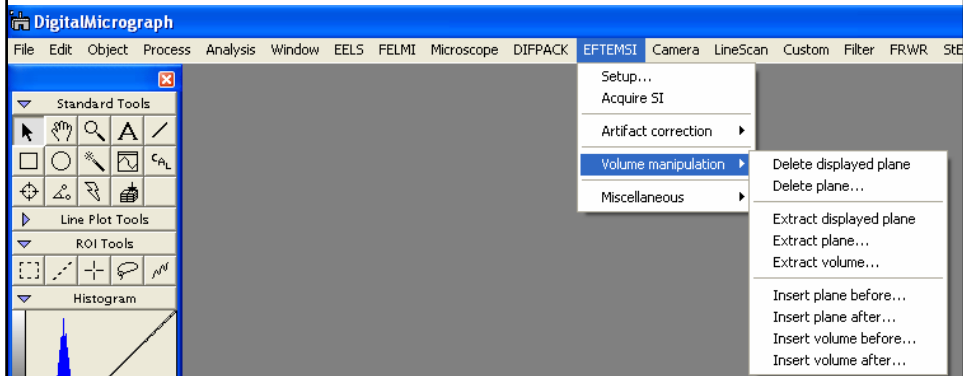 DigitalMicrograph
File Edit Object Process Analysis Window EELS FELMI Microscope DIFPACK EFTEMSI Camera LineScan Custom Filter FRWR StE
Setup...
Acquire SI
Artifact correction
Volume manipulation
Miscellaneous
Delete displayed plane
Delete plane...
Extract displayed plane
Extract plane...
Extract volume...
Insert plane before...
Insert plane after...
Insert volume before...
Insert volume after...
Standard Tools
A
CAL
Line Plot Tools
ROI Tools
Histogram